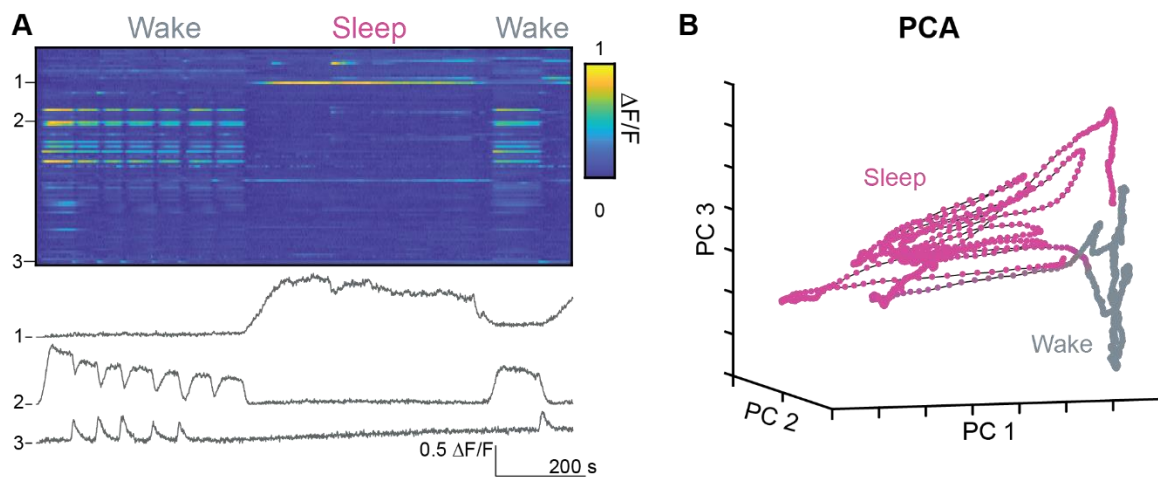 A
Wake Sleep Wake
1
2
3
1
ΔF/F
0
1
2
3
0.5 ΔF/F
200 s
B
PCA
Sleep
Wake
PC 3
PC 2
PC 1